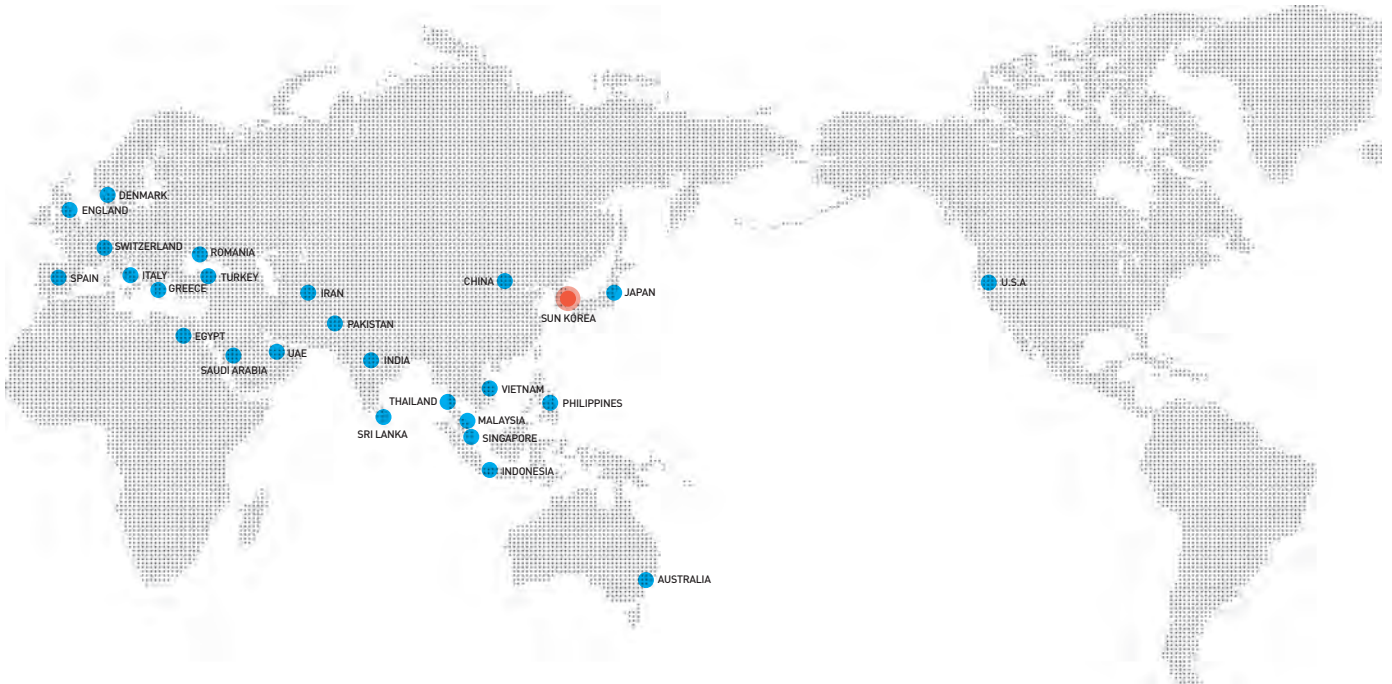 DENMARK
ENGLAND
SWITZERLAND
ROMANIA
SPAIN
ITALY
TURKEY
GREECE
IRAN
CHINA
JAPAN
U.S.A
SUN KOREA
PAKISTAN
EGYPT
UAE
INDIA
SAUDI ARABIA
VIETNAM
THAILAND
PHILIPPINES
MALAYSIA
SRI LANKA
SINGAPORE
INDONESIA
AUSTRALIA